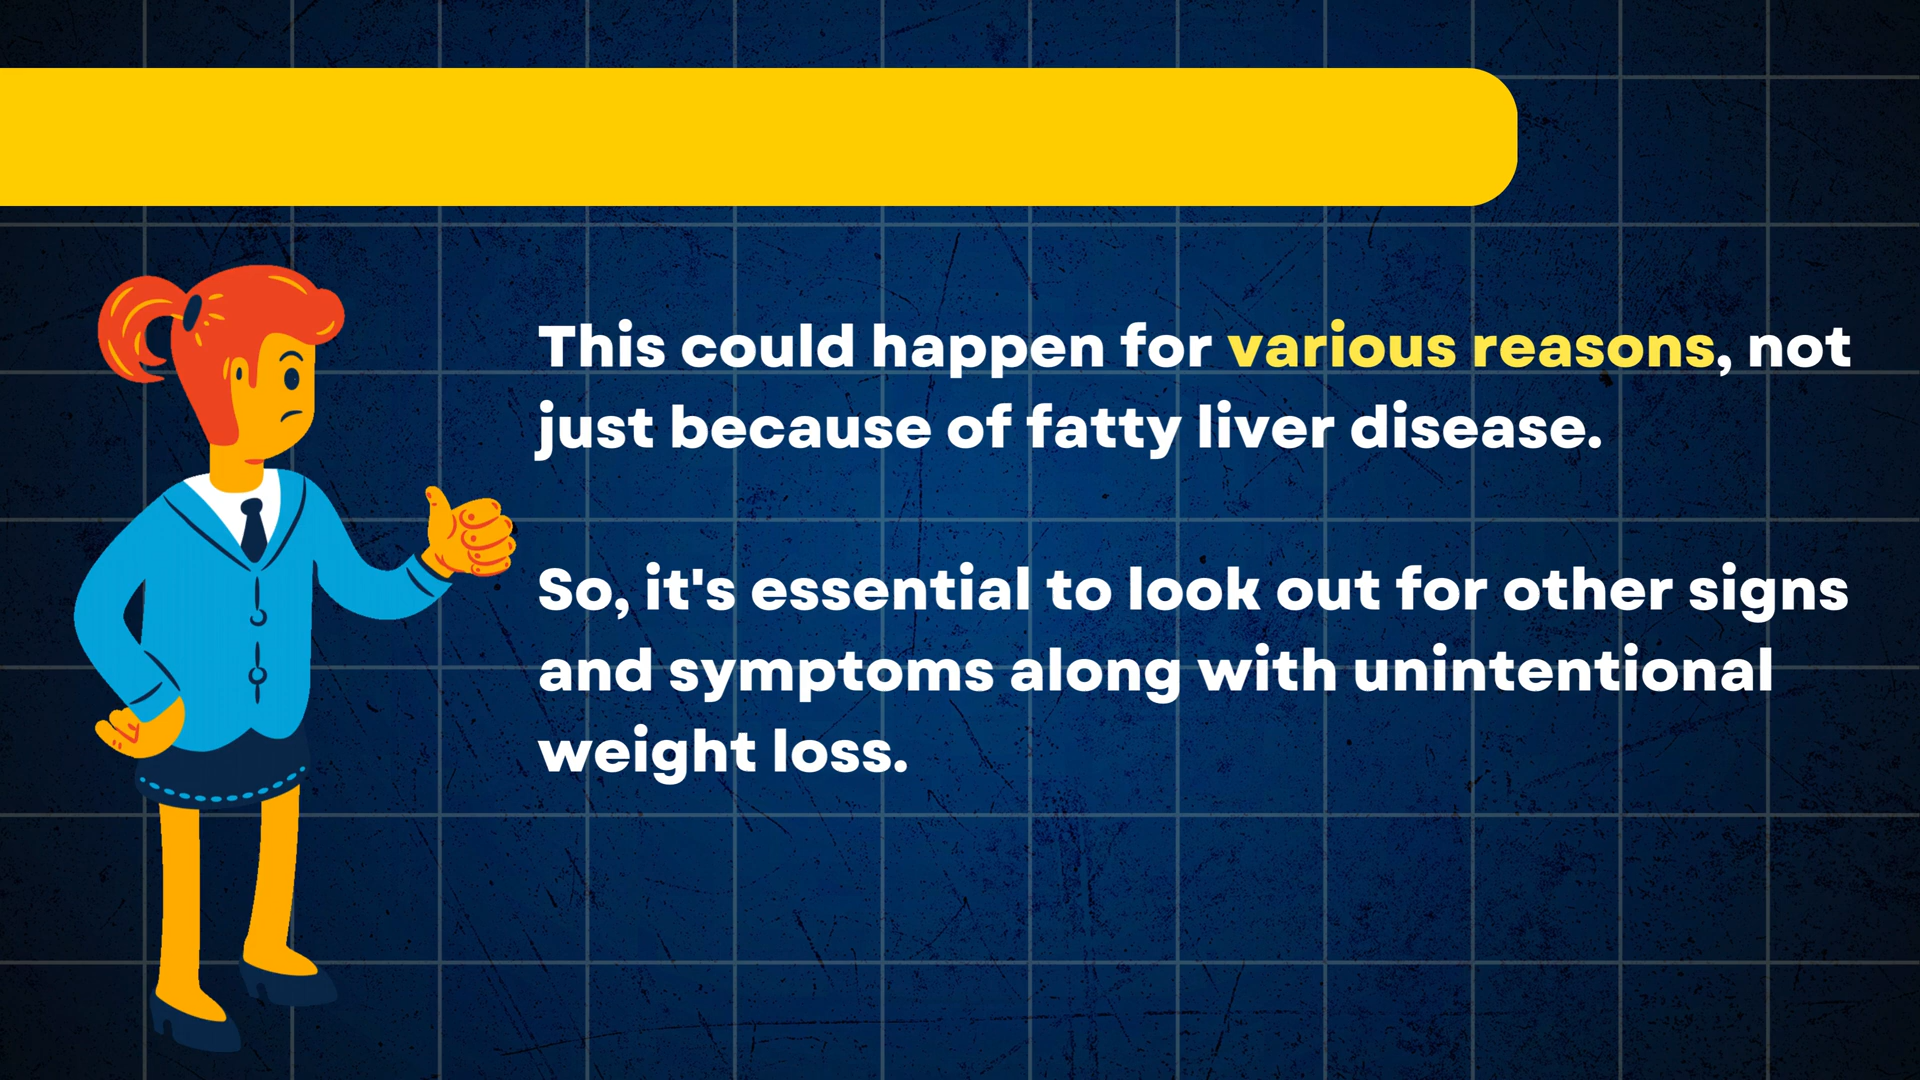 This could happen for various reasons, not
just because of fatty liver disease.
So, it's essential to look out for other signs
and symptoms along with unintentional
weight loss.